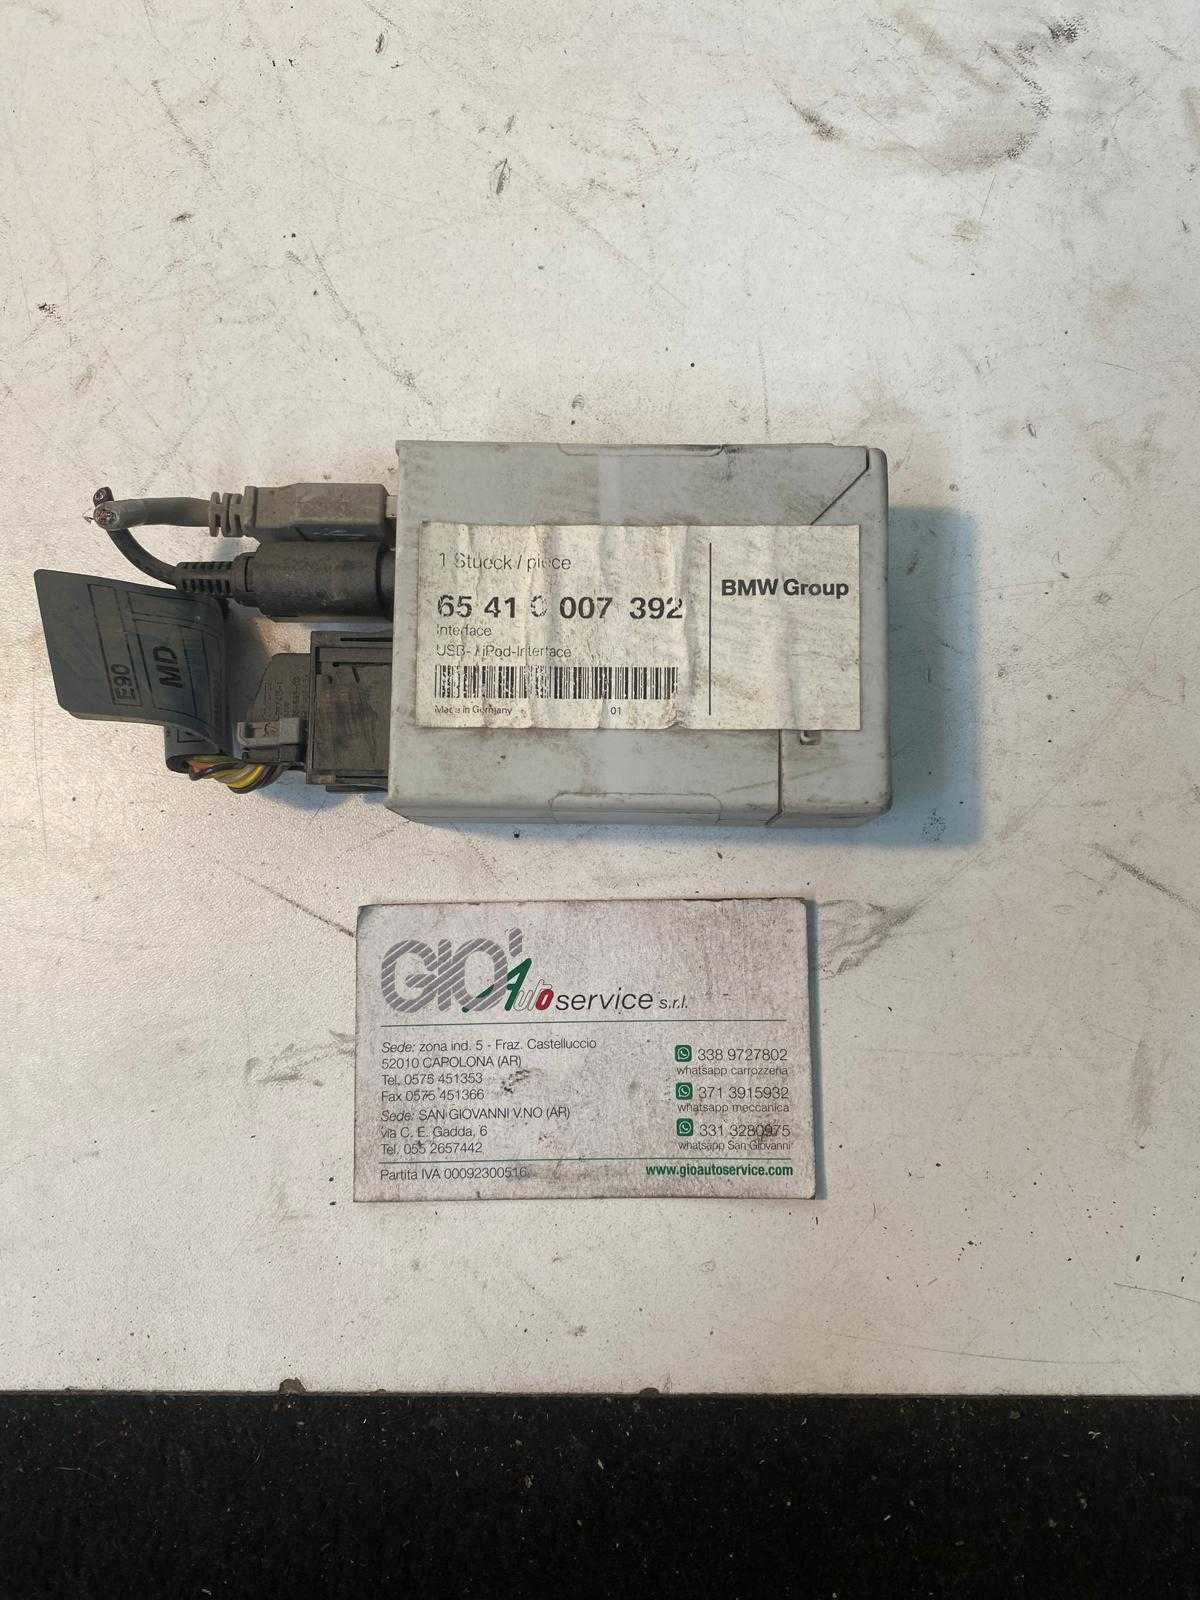 1 Stueck / piece
65 41 0 007 392
Interface
USB- / iPod-Interface
Made in Germany 01
BMW Group
E90
MD
GIO' Auto service s.r.l.
Sede: zona ind. 5 - Fraz. Castelluccio
52010 CAPOLONA (AR)
Tel. 0575 451353
Fax 0575 451366
Sede: SAN GIOVANNI V.NO (AR)
via C. E. Gadda, 6
Tel. 055 2657442
Partita IVA 00092300516
338 9727802
whatsapp carrozzeria
371 3915932
whatsapp meccanica
331 3280975
whatsapp San Giovanni
www.gioautoservice.com